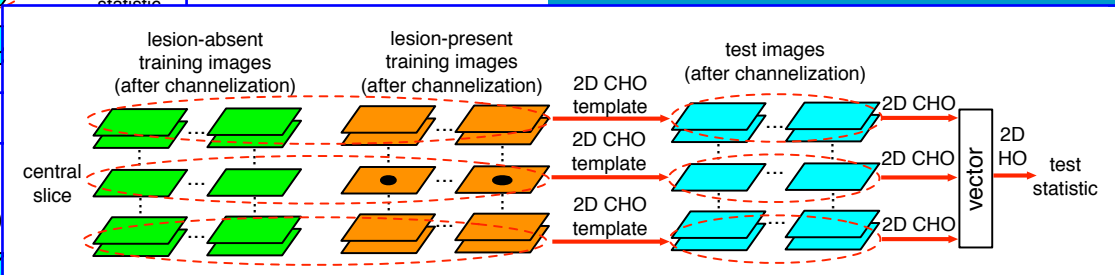 statistic
lesion-absent
training images
(after channelization)
lesion-present
training images
(after channelization)
test images
(after channelization)
2D CHO
template
2D CHO
...
...
...
2D CHO
template
2D CHO
central
slice
...
...
...
2D CHO
template
2D CHO
...
...
...
vector
2D
HO
test
statistic